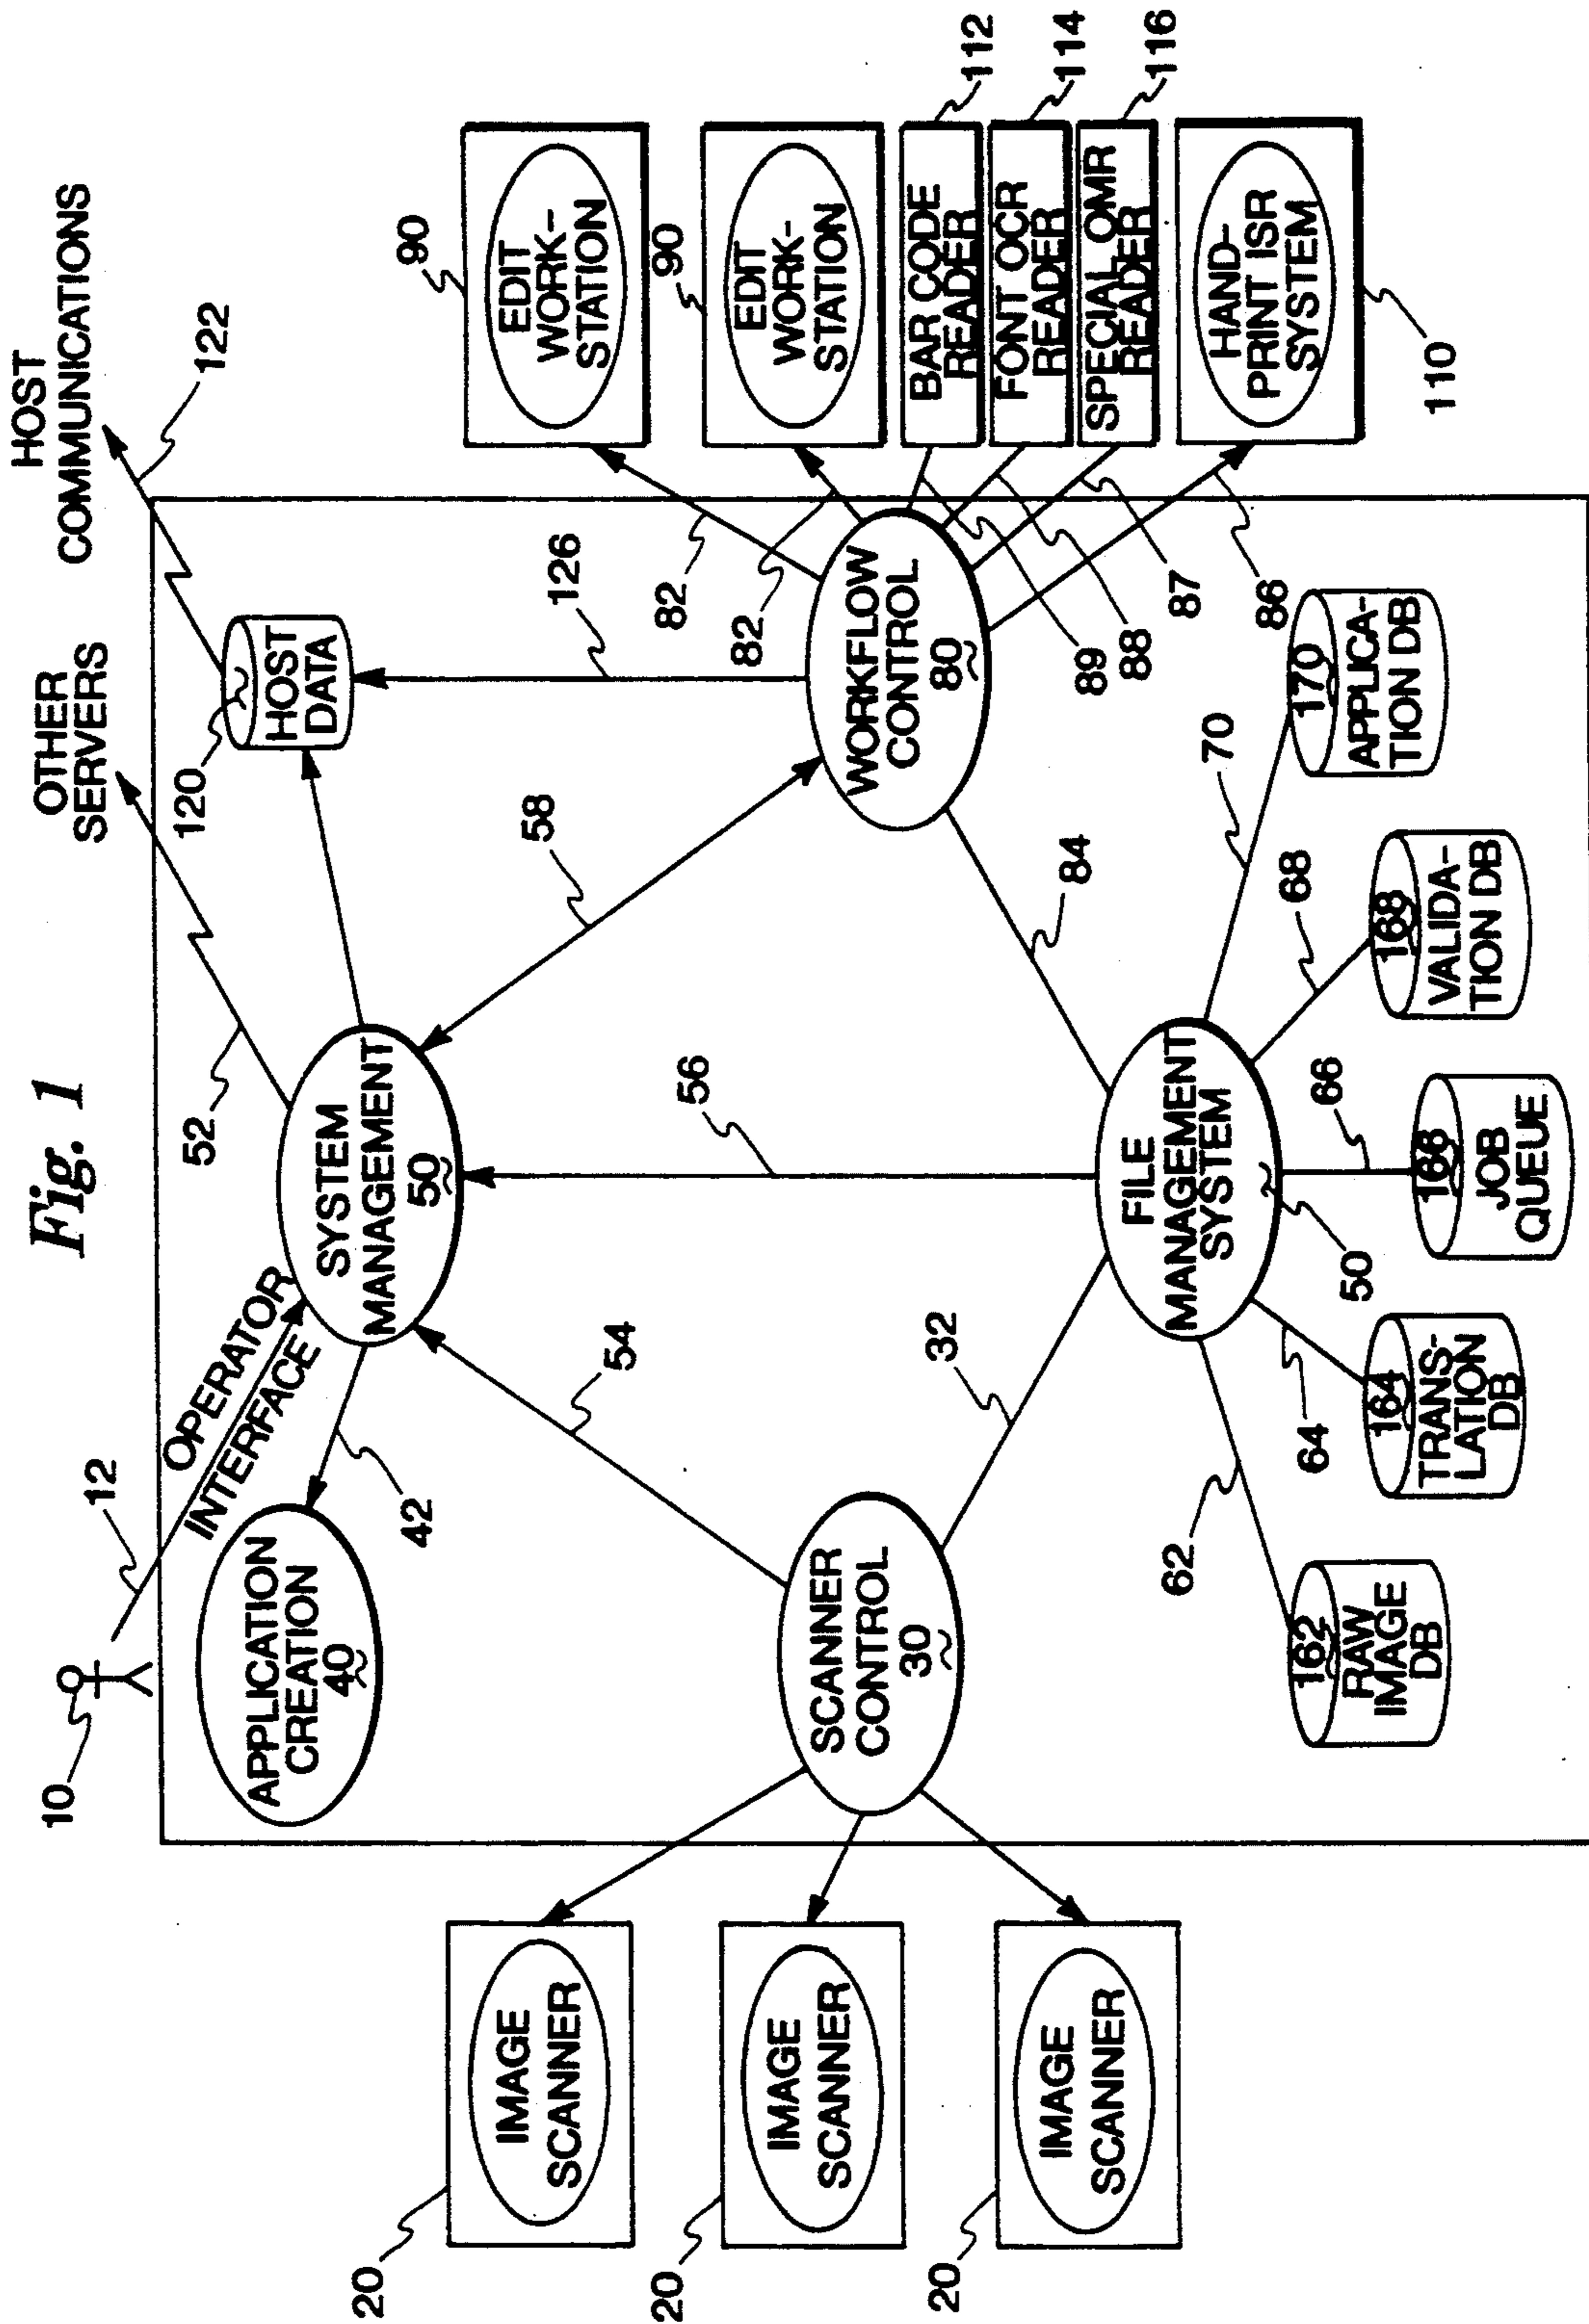 Fig. 1
HOST
COMMUNICATIONS
122
OTHER
SERVERS
10
12
OPERATOR
INTERFACE
52
120
HOST
DATA
APPLICATION
CREATION
40
SYSTEM
MANAGEMENT
50
42
54
56
58
126
82
82
90
EDIT
WORK-
STATION
90
EDIT
WORK-
STATION
BAR CODE
READER
112
FONT OCR
READER
114
SPECIAL OMR
READER
116
HAND-
PRINT ISR
SYSTEM
110
20
IMAGE
SCANNER
20
IMAGE
SCANNER
20
IMAGE
SCANNER
SCANNER
CONTROL
30
WORKFLOW
CONTROL
80
89
88
87
86
32
84
FILE
MANAGEMENT
SYSTEM
50
62
64
66
68
70
162
RAW
IMAGE
DB
164
TRANS-
LATION
DB
166
JOB
QUEUE
168
VALIDA-
TION DB
170
APPLICA-
TION DB